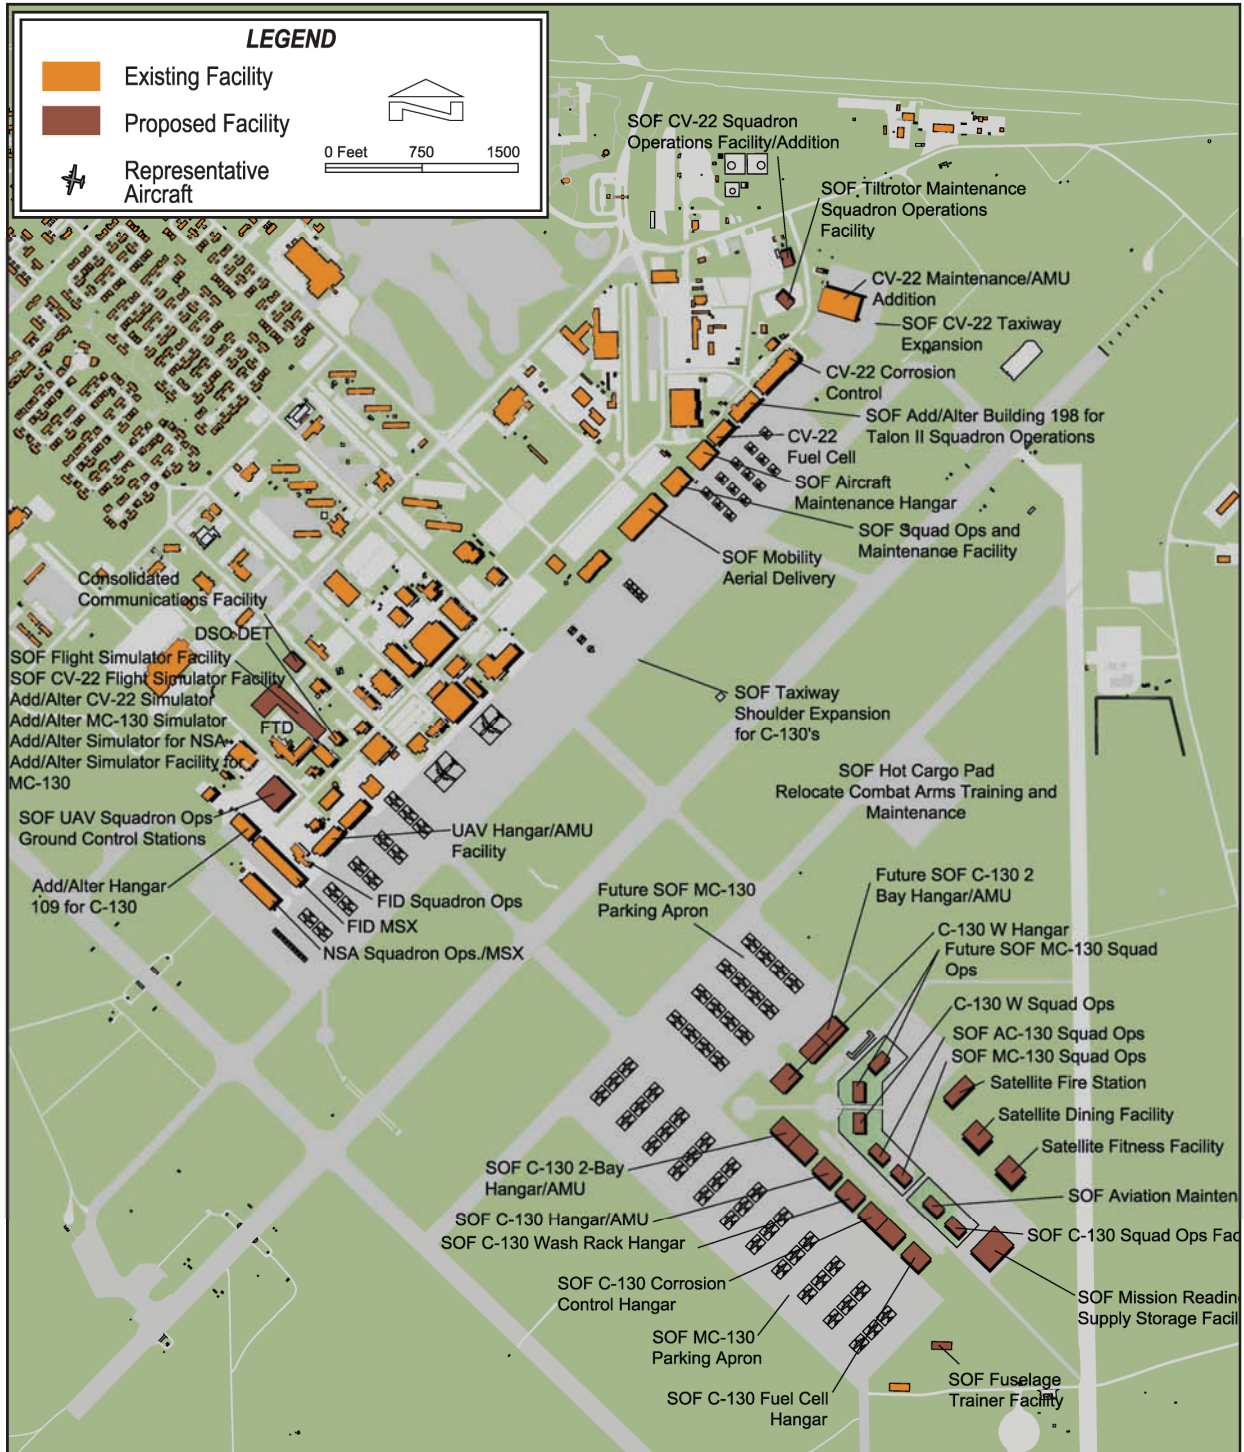 LEGEND
Existing Facility
Proposed Facility
0 Feet 750 1500
Representative
Aircraft
SOF CV-22 Squadron
Operations Facility/Addition
SOF Tiltrotor Maintenance
Squadron Operations
Facility
CV-22 Maintenance/AMU
Addition
SOF CV-22 Taxiway
Expansion
CV-22 Corrosion
Control
SOF Add/Alter Building 198 for
Talon II Squadron Operations
CV-22
Fuel Cell
SOF Aircraft
Maintenance Hangar
SOF Squad Ops and
Maintenance Facility
SOF Mobility
Aerial Delivery
Consolidated
Communications Facility
DSO DET
SOF Flight Simulator Facility
SOF CV-22 Flight Simulator Facility
Add/Alter CV-22 Simulator
Add/Alter MC-130 Simulator
Add/Alter Simulator for NSA
Add/Alter Simulator Facility for
MC-130
FTD
SOF Taxiway
Shoulder Expansion
for C-130's
SOF Hot Cargo Pad
Relocate Combat Arms Training and
Maintenance
SOF UAV Squadron Ops
Ground Control Stations
UAV Hangar/AMU
Facility
Add/Alter Hangar
109 for C-130
FID Squadron Ops
FID MSX
NSA Squadron Ops./MSX
Future SOF MC-130
Parking Apron
Future SOF C-130 2
Bay Hangar/AMU
C-130 W Hangar
Future SOF MC-130 Squad
Ops
C-130 W Squad Ops
SOF AC-130 Squad Ops
SOF MC-130 Squad Ops
Satellite Fire Station
Satellite Dining Facility
Satellite Fitness Facility
SOF Aviation Mainten
SOF C-130 Squad Ops Fac
SOF Mission Readin
Supply Storage Facil
SOF C-130 2-Bay
Hangar/AMU
SOF C-130 Hangar/AMU
SOF C-130 Wash Rack Hangar
SOF C-130 Corrosion
Control Hangar
SOF MC-130
Parking Apron
SOF C-130 Fuel Cell
Hangar
SOF Fuselage
Trainer Facility